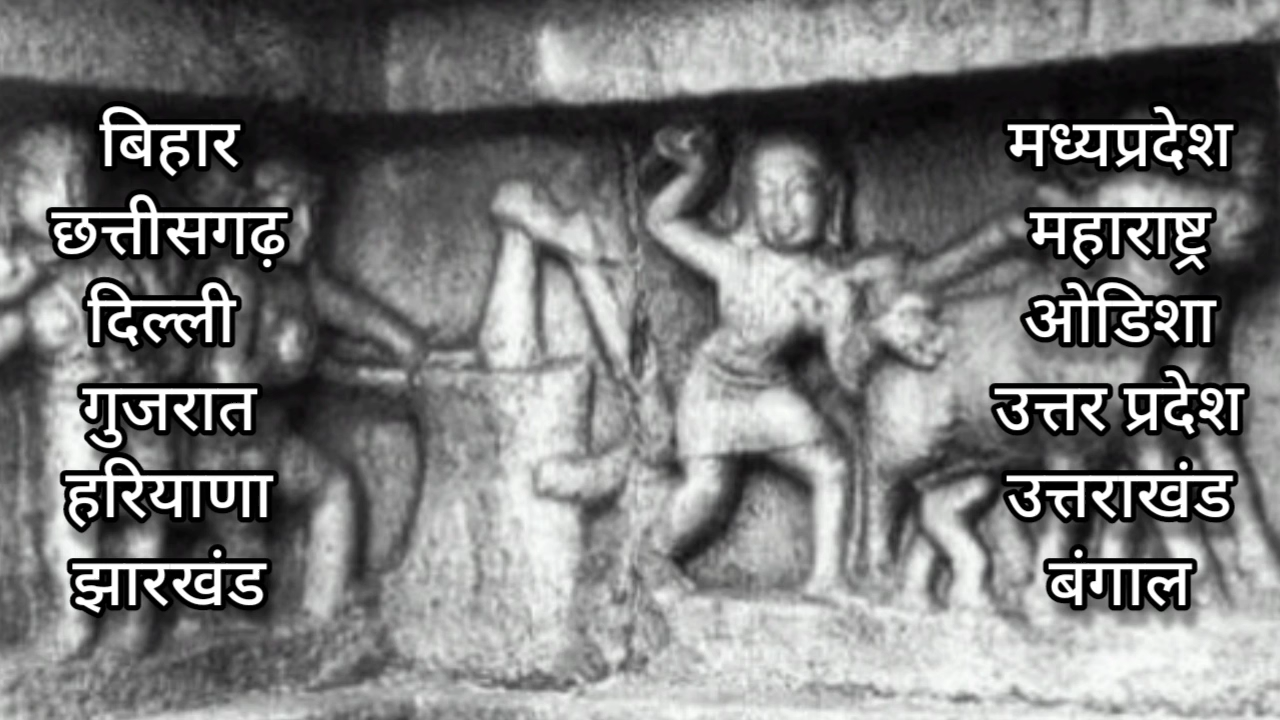 बिहार
छत्तीसगढ़
दिल्ली
गुजरात
हरियाणा
झारखंड
मध्यप्रदेश
महाराष्ट्र
ओडिशा
उत्तर प्रदेश
उत्तराखंड
बंगाल